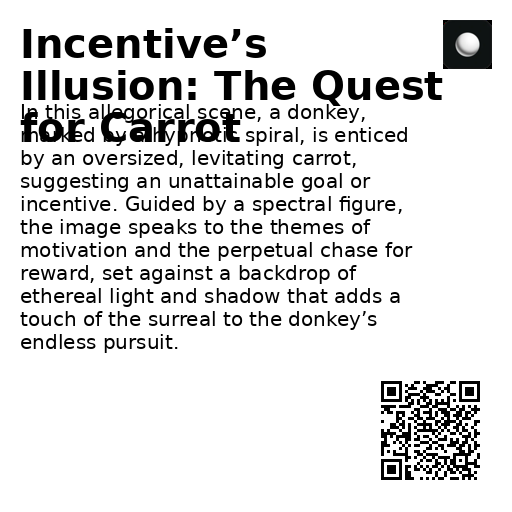 Incentive’s
Illusion: The Quest
for Carrot
In this allegorical scene, a donkey,
marked by a hypnotic spiral, is enticed
by an oversized, levitating carrot,
suggesting an unattainable goal or
incentive. Guided by a spectral figure,
the image speaks to the themes of
motivation and the perpetual chase for
reward, set against a backdrop of
ethereal light and shadow that adds a
touch of the surreal to the donkey’s
endless pursuit.